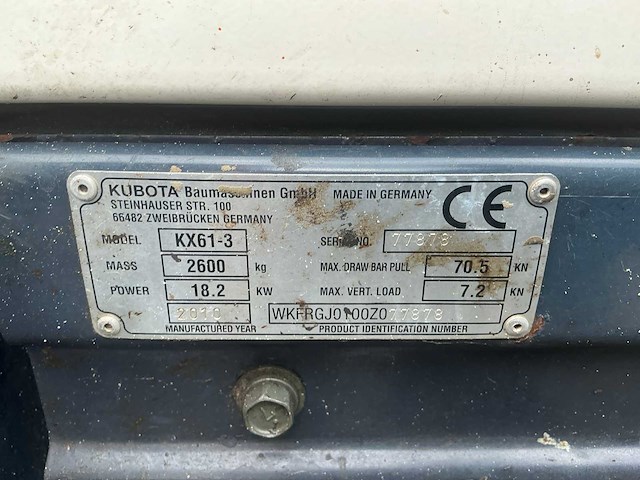 KUBOTA Baumaschinen GmbH MADE IN GERMANY CE
STEINHAUSER STR. 100
66482 ZWEIBRÜCKEN GERMANY
MODEL KX61-3 SERIAL NO. 77878
MASS 2600 kg MAX. DRAW BAR PULL 70.5 KN
POWER 18.2 KW MAX. VERT. LOAD 7.2 KN
2010 WKFRGJ0100Z077878
MANUFACTURED YEAR PRODUCT IDENTIFICATION NUMBER